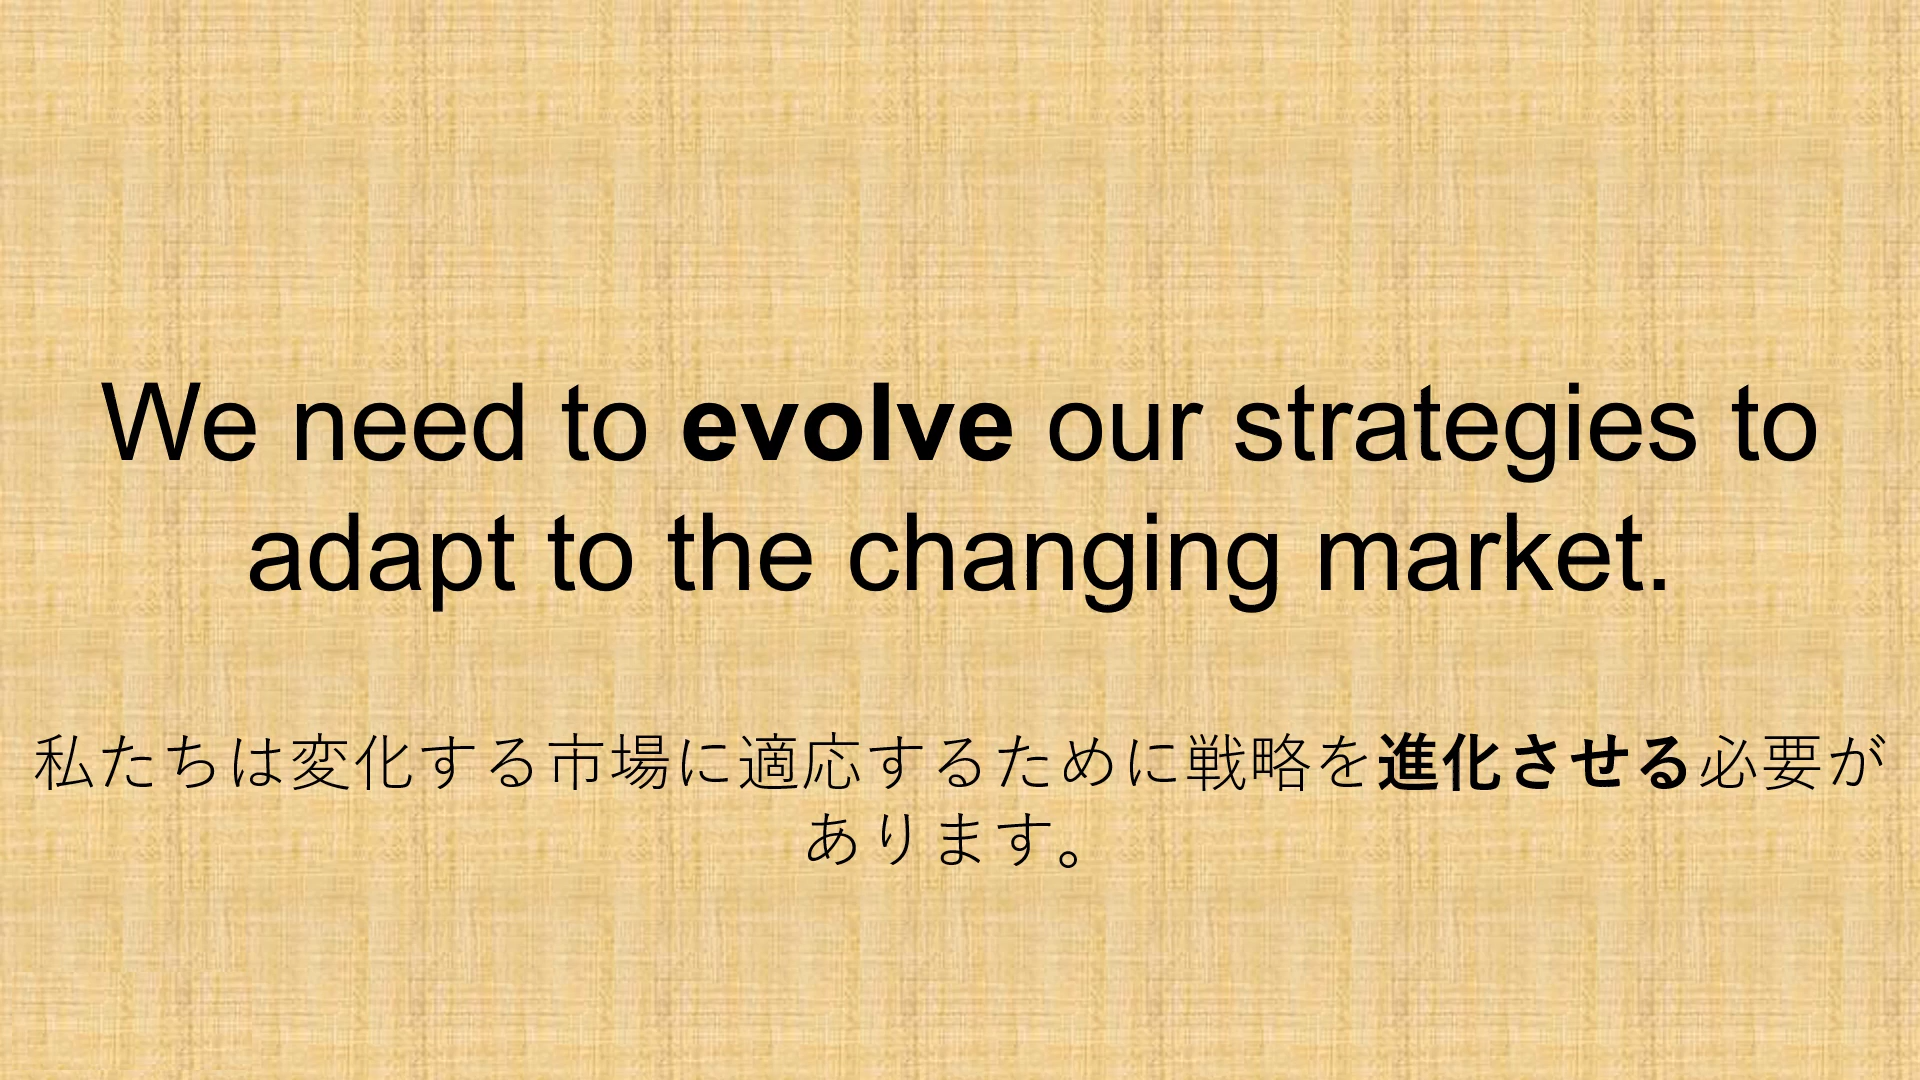 We need to evolve our strategies to
adapt to the changing market.
私たちは変化する市場に適応するために戦略を進化させる必要が
あります。